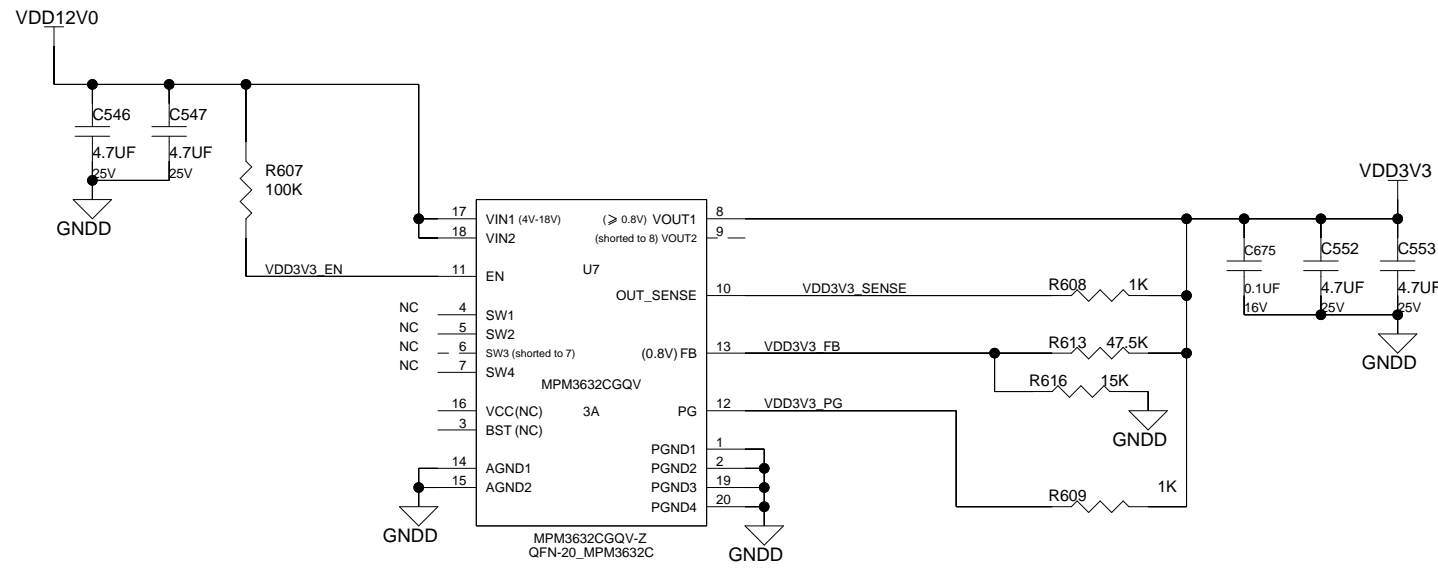 VDD12V0
C546
C547
4.7UF
4.7UF
25V
25V
GNDD
R607
100K
VDD3V3_EN
17
18
11
NC
NC
NC
NC
4
5
6
7
16
3
14
15
VIN1 (4V-18V)
VIN2
EN
SW1
SW2
SW3 (shorted to 7)
SW4
VCC(NC)
BST (NC)
AGND1
AGND2
GNDD
(⩾ 0.8V) VOUT1
(shorted to 8) VOUT2
U7
OUT_SENSE
(0.8V) FB
MPM3632CGQV
3A
PG
PGND1
PGND2
PGND3
PGND4
MPM3632CGQV-Z
QFN-20_MPM3632C
8
9
10
13
12
1
2
19
20
GNDD
VDD3V3_SENSE
R608 1K
VDD3V3_FB
R613 47.5K
R616 15K
GNDD
VDD3V3_PG
R609 1K
VDD3V3
C675
C552
C553
0.1UF
4.7UF
4.7UF
16V
25V
25V
GNDD